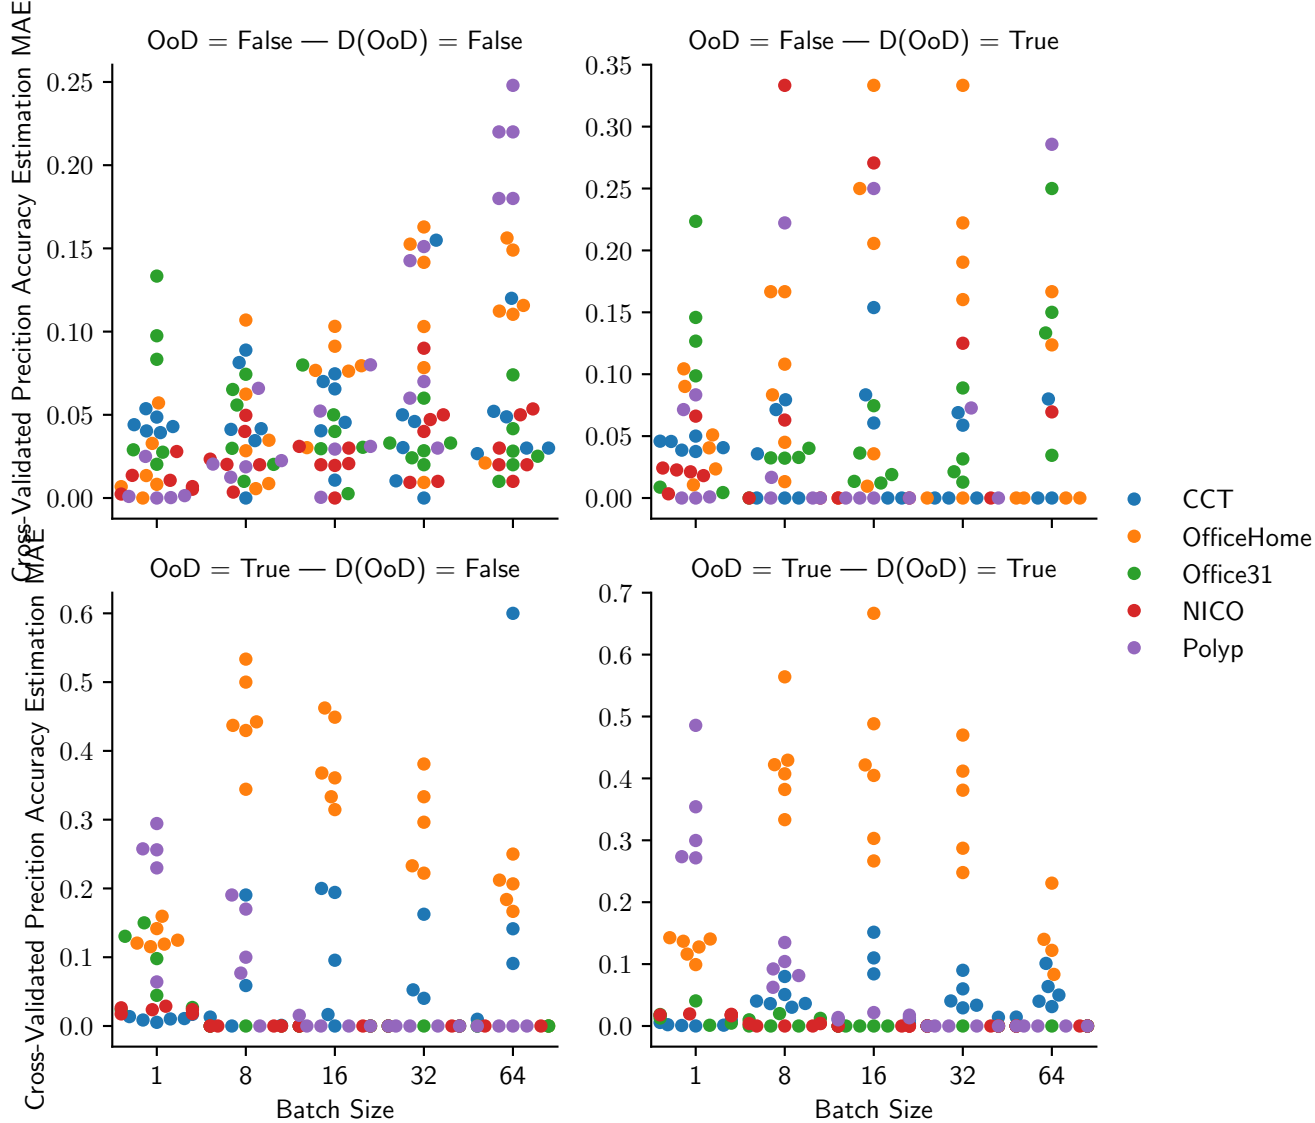 Cross-Validated Precition Accuracy Estimation MAE
OoD = False — D(OoD) = False
0.25
0.20
0.15
0.10
0.05
0.00
OoD = False — D(OoD) = True
0.35
0.30
0.25
0.20
0.15
0.10
0.05
0.00
CCT
OfficeHome
Office31
NICO
Polyp
Cross-Validated Precition Accuracy Estimation MAE
OoD = True — D(OoD) = False
0.6
0.5
0.4
0.3
0.2
0.1
0.0
1 8 16 32 64
Batch Size
OoD = True — D(OoD) = True
0.7
0.6
0.5
0.4
0.3
0.2
0.1
0.0
1 8 16 32 64
Batch Size